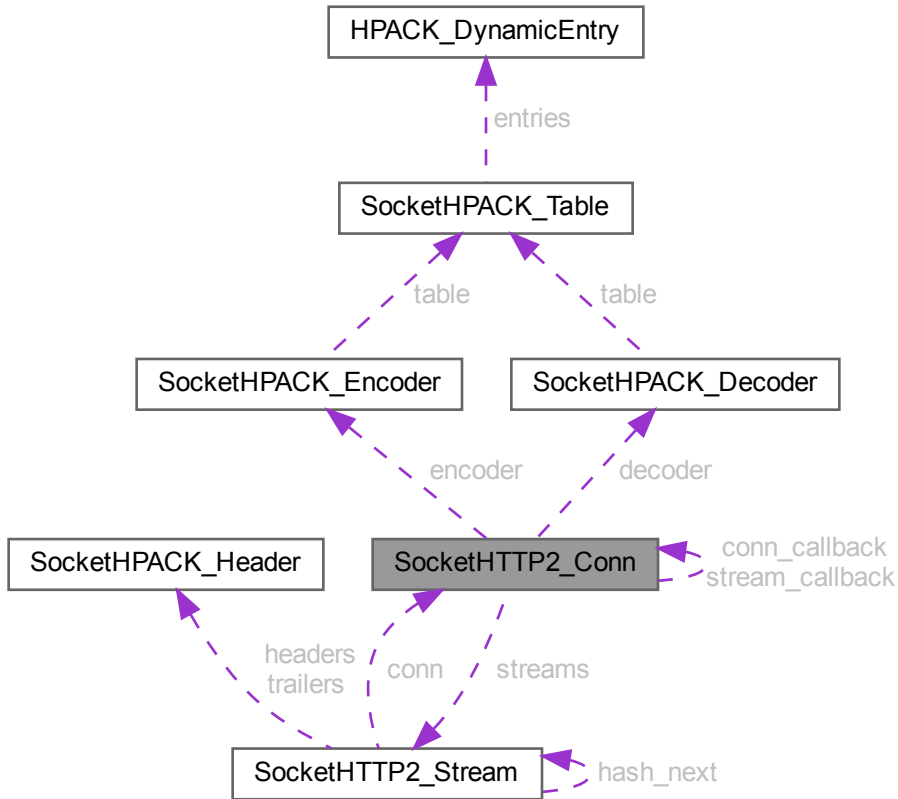 HPACK_DynamicEntry
entries
SocketHPACK_Table
table
table
SocketHPACK_Encoder
SocketHPACK_Decoder
encoder
decoder
SocketHPACK_Header
SocketHTTP2_Conn
conn_callback
stream_callback
headers
trailers
conn
streams
SocketHTTP2_Stream
hash_next